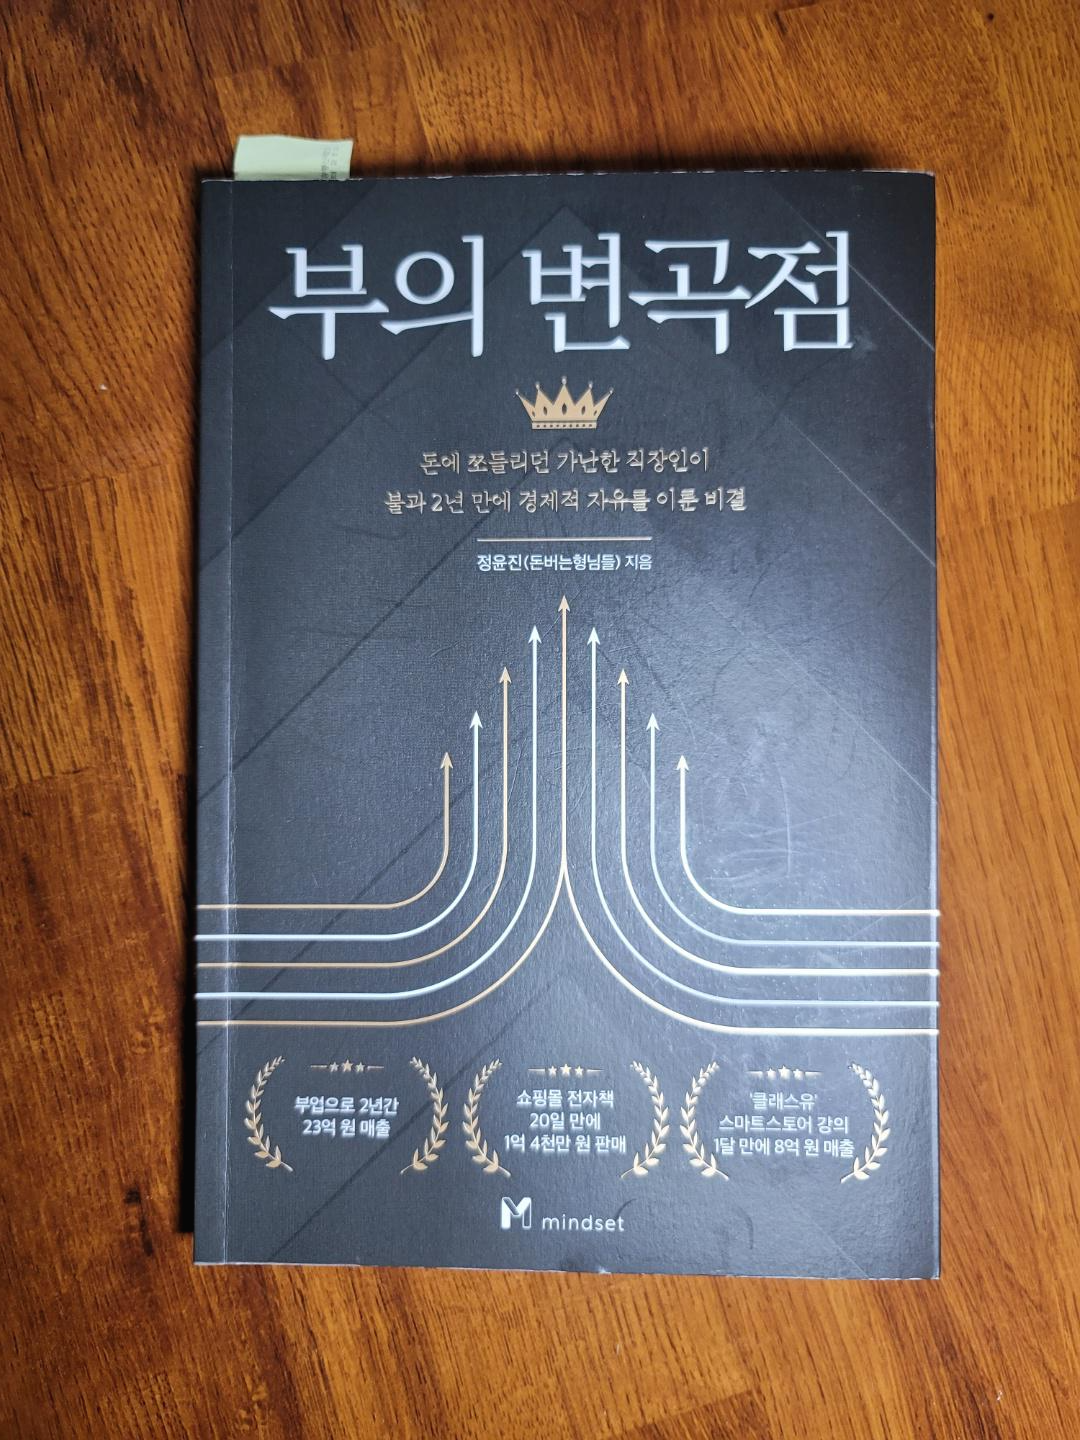 부의 변곡점
돈에 쪼들리던 가난한 직장인이
불과 2년 만에 경제적 자유를 이룬 비결
정윤진(돈버는형님들) 지음
부업으로 2년간
23억 원 매출
쇼핑몰 전자책
20일 만에
1억 4천만 원 판매
'클래스유'
스마트스토어 강의
1달 만에 8억 원 매출
M mindset